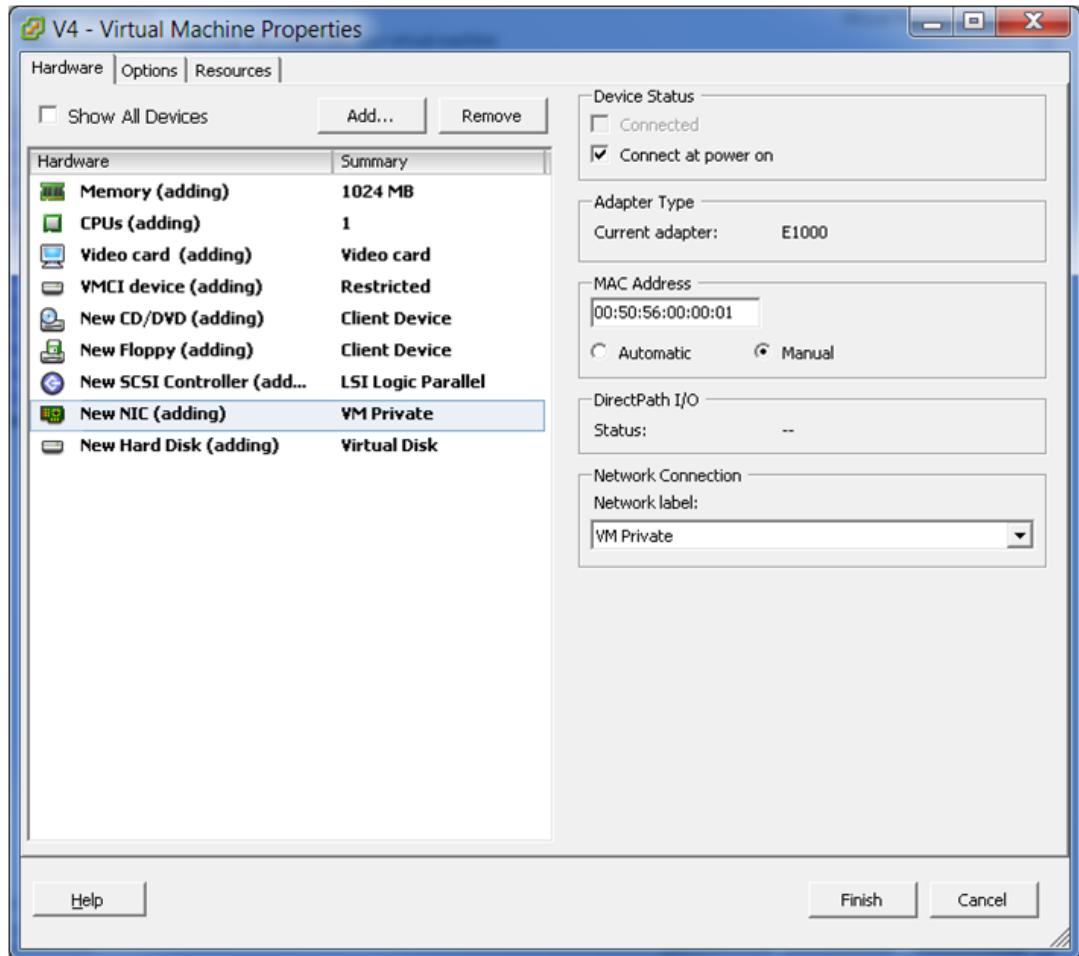 V4 - Virtual Machine Properties
Hardware Options Resources
Show All Devices Add... Remove
Hardware Summary
Memory (adding) 1024 MB
CPUs (adding) 1
Video card (adding) Video card
VMCI device (adding) Restricted
New CD/DVD (adding) Client Device
New Floppy (adding) Client Device
New SCSI Controller (add... LSI Logic Parallel
New NIC (adding) VM Private
New Hard Disk (adding) Virtual Disk
Device Status
Connected
Connect at power on
Adapter Type
Current adapter: E1000
MAC Address
00:50:56:00:00:01
Automatic Manual
DirectPath I/O
Status: --
Network Connection
Network label:
VM Private
Help Finish Cancel